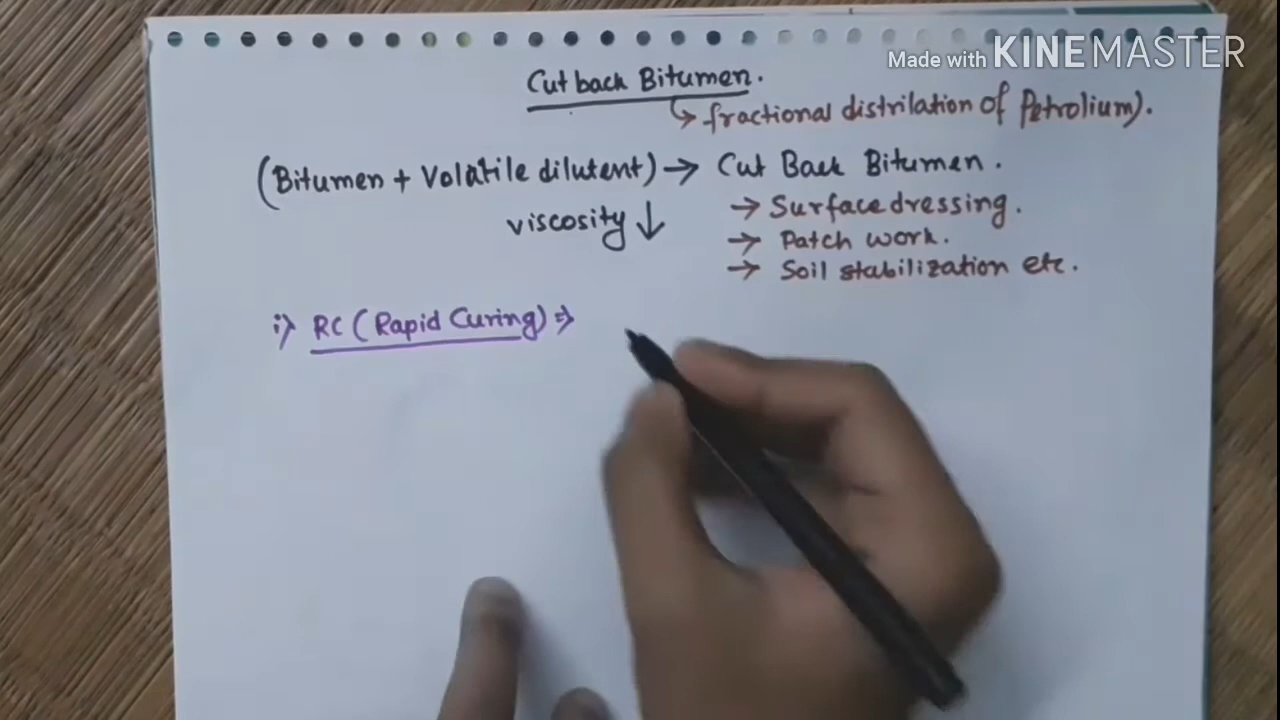 Made with KINEMASTER
Cut back Bitumen.
↳ fractional distrilation of Petrolium).
(Bitumen + Volatile dilutent) → Cut Back Bitumen.
viscosity ↓
→ Surface dressing.
→ Patch work.
→ Soil stabilization etc.
i) RC (Rapid Curing) ⇒